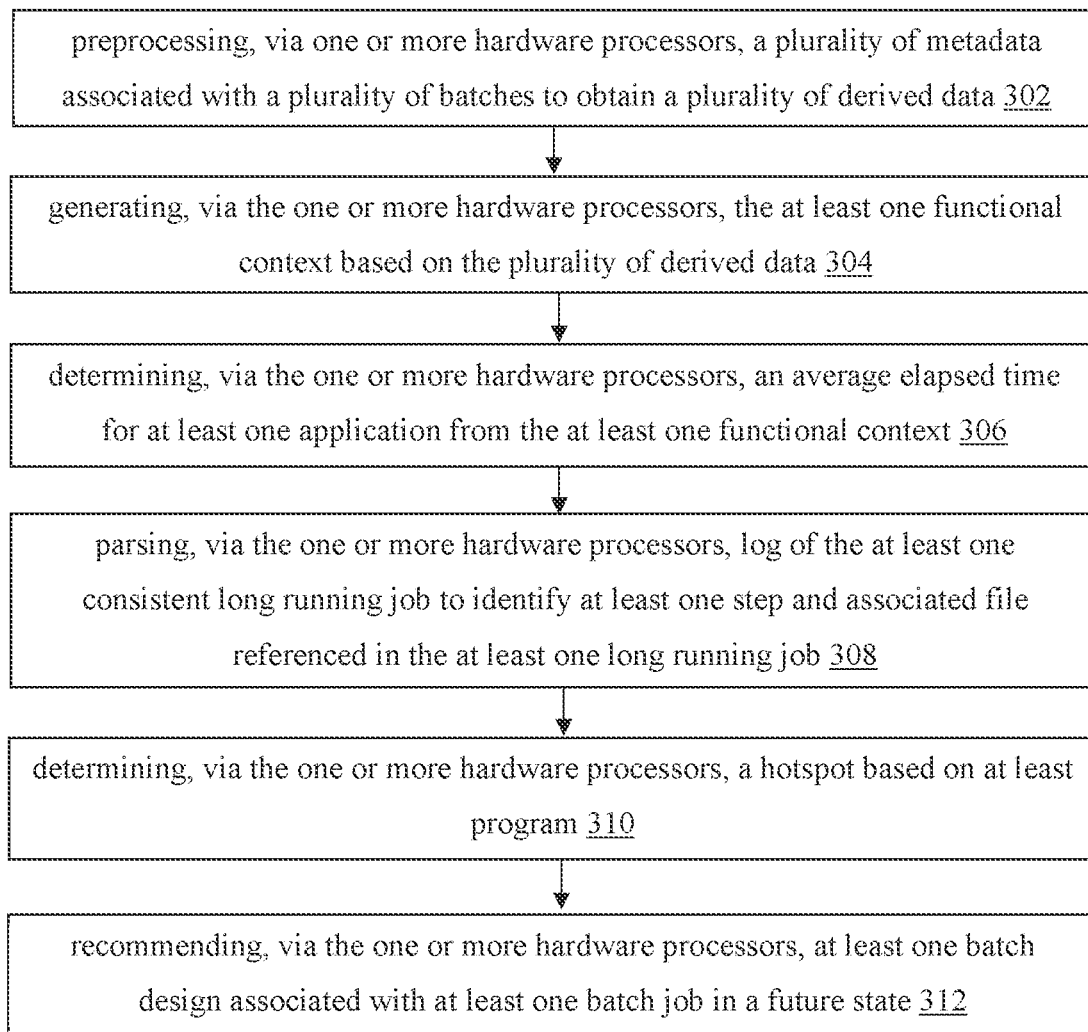 preprocessing, via one or more hardware processors, a plurality of metadata
associated with a plurality of batches to obtain a plurality of derived data 302
generating, via the one or more hardware processors, the at least one functional
context based on the plurality of derived data 304
determining, via the one or more hardware processors, an average elapsed time
for at least one application from the at least one functional context 306
parsing, via the one or more hardware processors, log of the at least one
consistent long running job to identify at least one step and associated file
referenced in the at least one long running job 308
determining, via the one or more hardware processors, a hotspot based on at least
program 310
recommending, via the one or more hardware processors, at least one batch
design associated with at least one batch job in a future state 312